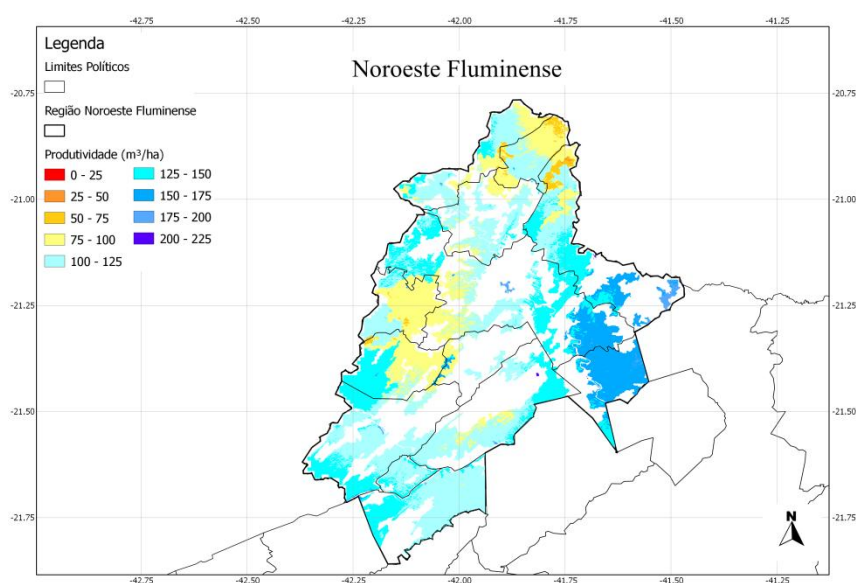 -42.75 -42.50 -42.25 -42.00 -41.75 -41.50 -41.25
Legenda
Limites Políticos
Noroeste Fluminense
Região Noroeste Fluminense
Produtividade (m³/ha)
0 - 25 125 - 150
25 - 50 150 - 175
50 - 75 175 - 200
75 - 100 200 - 225
100 - 125
-20.75 -20.75
-21.00 -21.00
-21.25 -21.25
-21.50 -21.50
-21.75 -21.75
N
-42.75 -42.50 -42.25 -42.00 -41.75 -41.50 -41.25